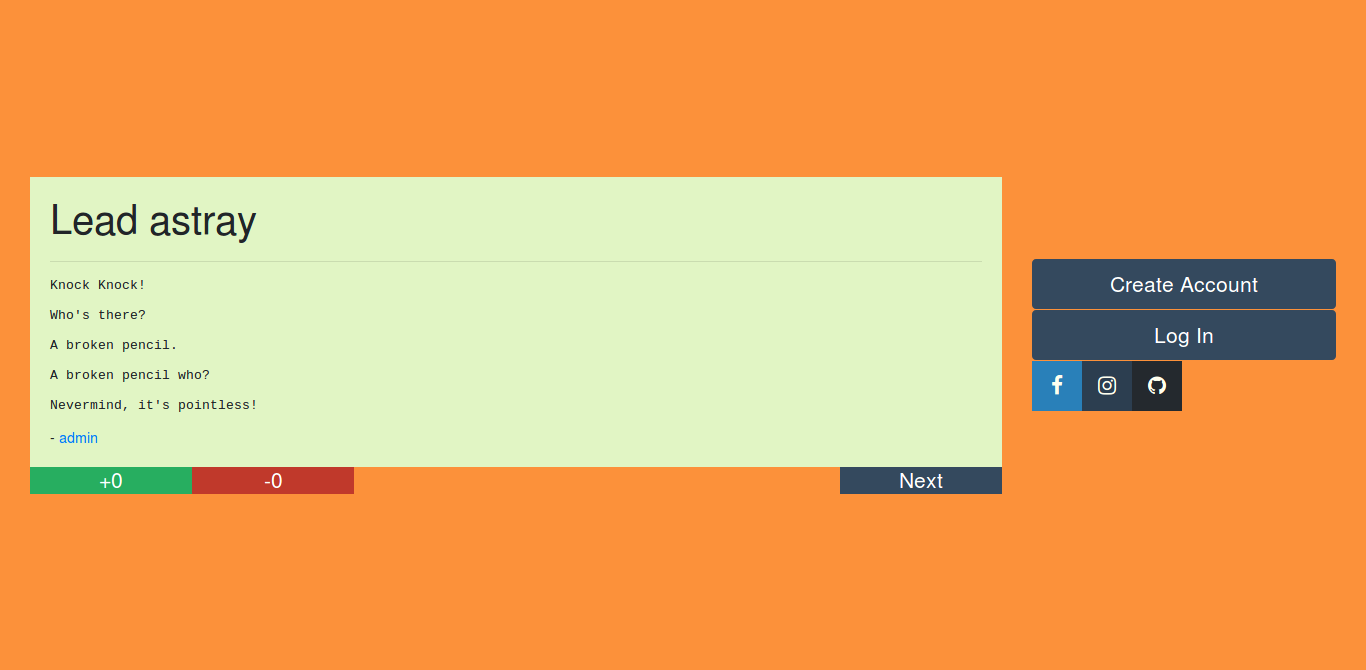 Lead astray
Knock Knock!
Who's there?
A broken pencil.
A broken pencil who?
Nevermind, it's pointless!
- admin
+0
-0
Next
Create Account
Log In